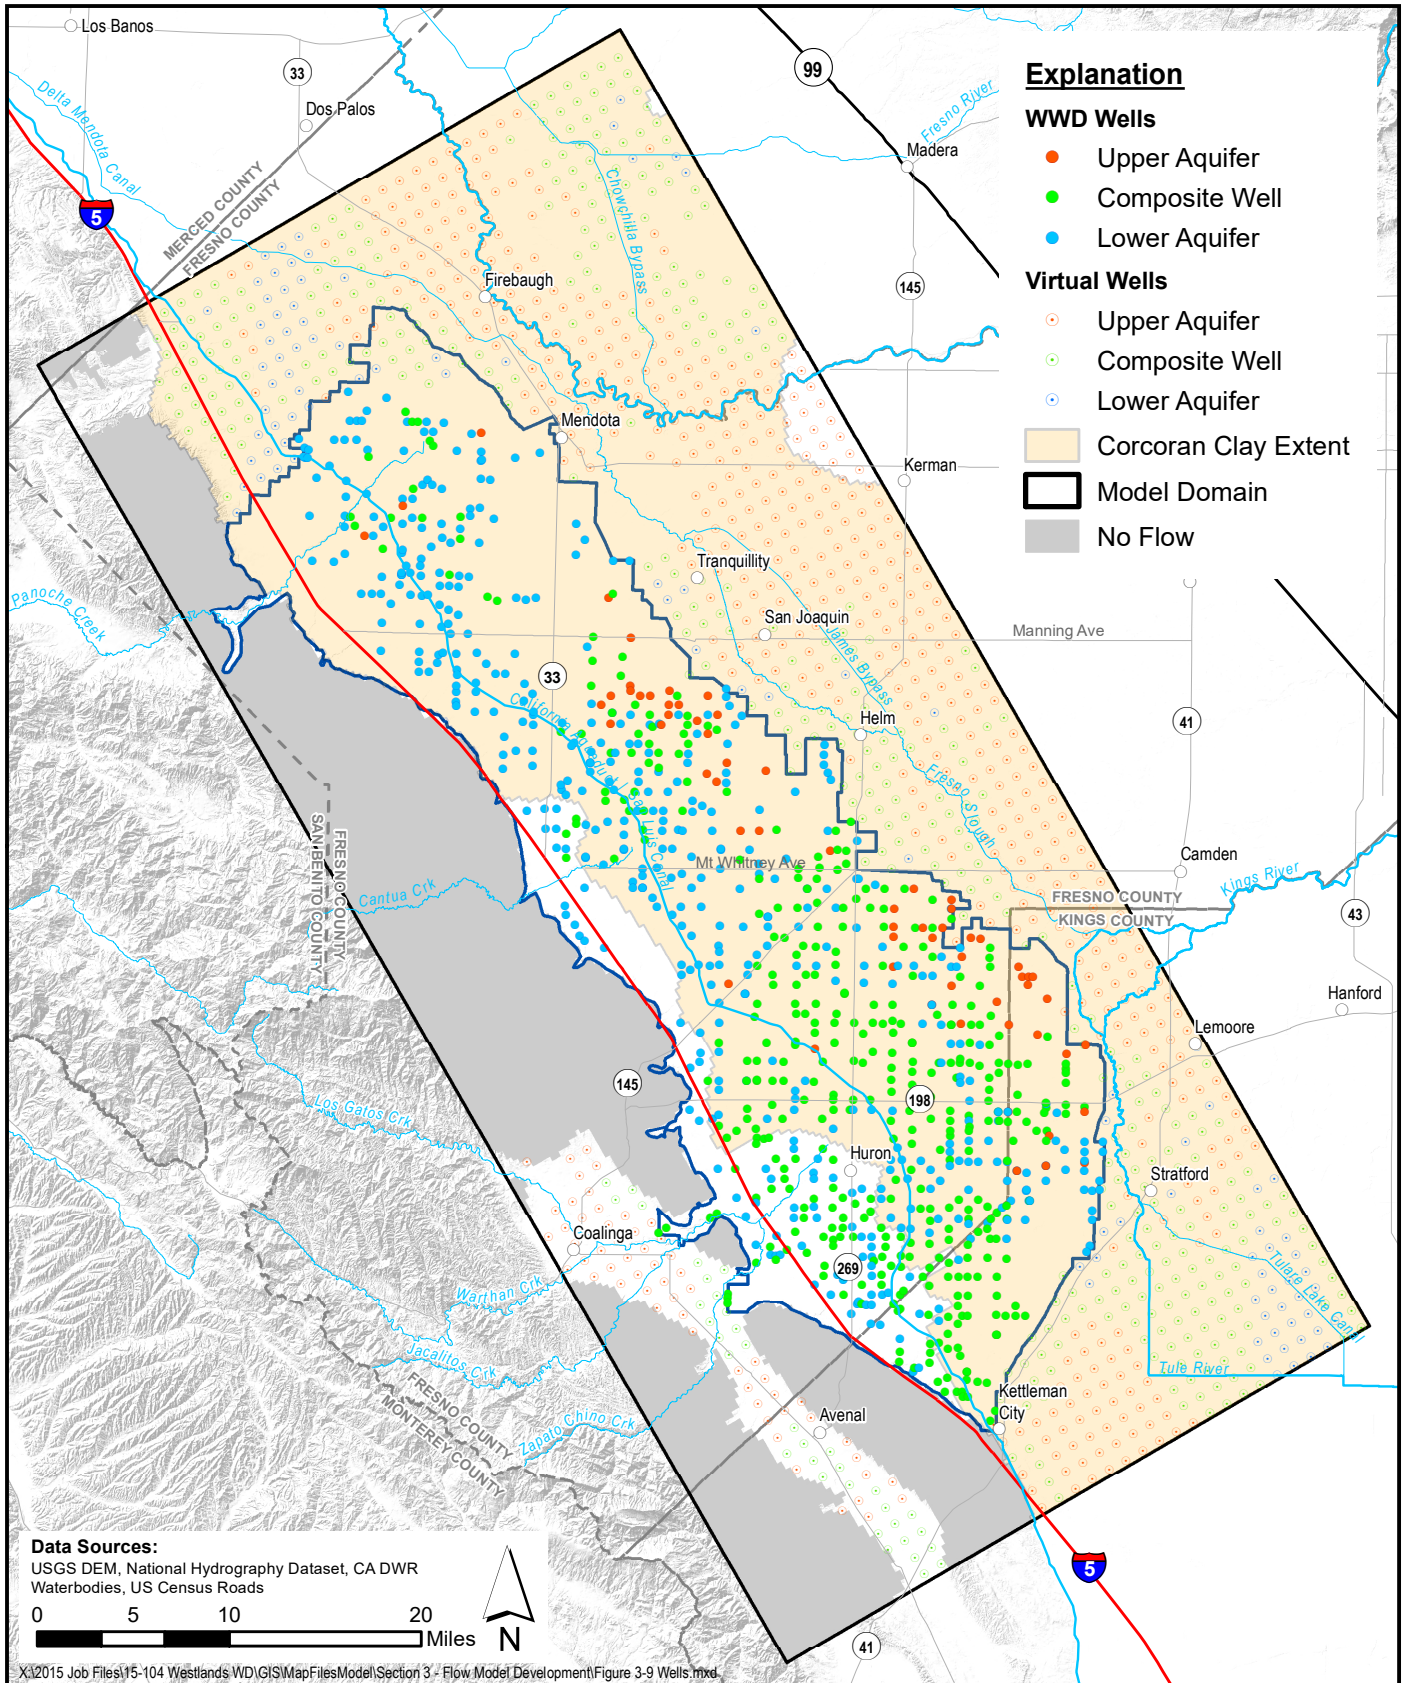 Los Banos
33
Dos Palos
Delta Mendota Canal
5
MERCED COUNTY
FRESNO COUNTY
Chowchilla Bypass
99
Fresno River
Madera
145
Firebaugh
Mendota
Kerman
Explanation
WWD Wells
Upper Aquifer
Composite Well
Lower Aquifer
Virtual Wells
Upper Aquifer
Composite Well
Lower Aquifer
Corcoran Clay Extent
Model Domain
No Flow
Panoche Creek
Tranquillity
San Joaquin
James Bypass
Manning Ave
33
California Aqueduct / San Luis Canal
Helm
41
Fresno Slough
Mt Whitney Ave
Camden
Kings River
FRESNO COUNTY
KINGS COUNTY
43
SAN BENITO COUNTY
FRESNO COUNTY
Cantua Crk
Hanford
Lemoore
145
198
Los Gatos Crk
Huron
Stratford
Coalinga
269
Warthan Crk
Tulare Lake Canal
Tule River
Jacalitos Crk
FRESNO COUNTY
MONTEREY COUNTY
Zapato Chino Crk
Avenal
Kettleman
City
5
41
Data Sources:
USGS DEM, National Hydrography Dataset, CA DWR
Waterbodies, US Census Roads
0 5 10 20
Miles
N
X:\2015 Job Files\15-104 Westlands WD\GIS\MapFilesModel\Section 3 - Flow Model Development\Figure 3-9 Wells.mxd